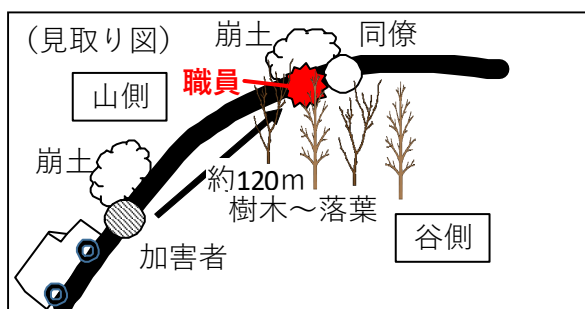 (見取り図)
崩土
同僚
職員
山側
崩土
約120m
樹木～落葉
谷側
加害者